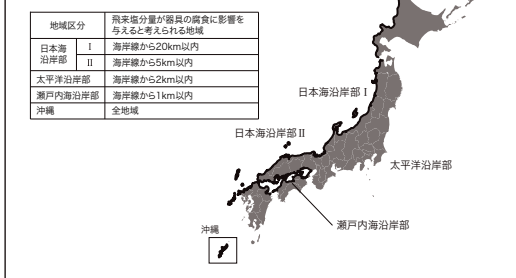 地域区分 飛来塩分量が器具の腐食に影響を
与えると考えられる地域
日本海
沿岸部 Ⅰ 海岸線から20km以内
Ⅱ 海岸線から5km以内
太平洋沿岸部 海岸線から2km以内
瀬戸内海沿岸部 海岸線から1km以内
沖縄 全地域
日本海沿岸部Ⅰ
日本海沿岸部Ⅱ
太平洋沿岸部
瀬戸内海沿岸部
沖縄